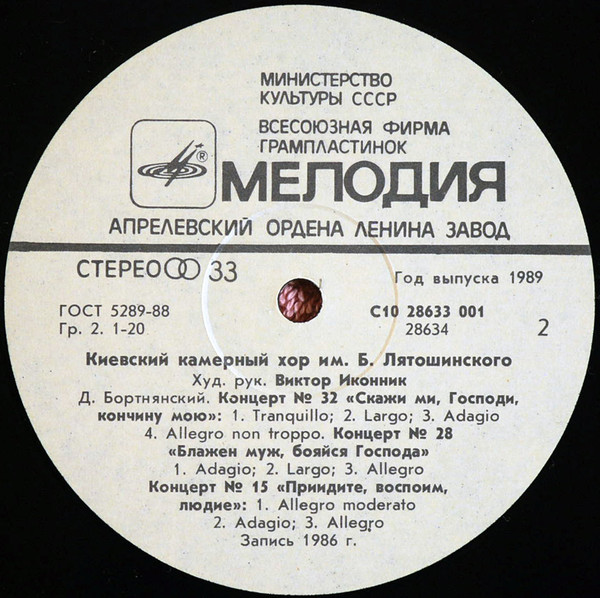 МИНИСТЕРСТВО
КУЛЬТУРЫ СССР
ВСЕСОЮЗНАЯ ФИРМА
ГРАМПЛАСТИНОК
®
МЕЛОДИЯ
АПРЕЛЕВСКИЙ ОРДЕНА ЛЕНИНА ЗАВОД
СТЕРЕО 33
Год выпуска 1989
ГОСТ 5289-88
С10 28633 001
Гр. 2. 1-20
28634
2
Киевский камерный хор им. Б. Лятошинского
Худ. рук. Виктор Иконник
Д. Бортнянский. Концерт № 32 «Скажи ми, Господи,
кончину мою»: 1. Tranquillo; 2. Largo; 3. Adagio
4. Allegro non troppo. Концерт № 28
«Блажен муж, бояйся Господа»
1. Adagio; 2. Largo; 3. Allegro
Концерт № 15 «Приидите, воспоим,
людие»: 1. Allegro moderato
2. Adagio; 3. Allegro
Запись 1986 г.